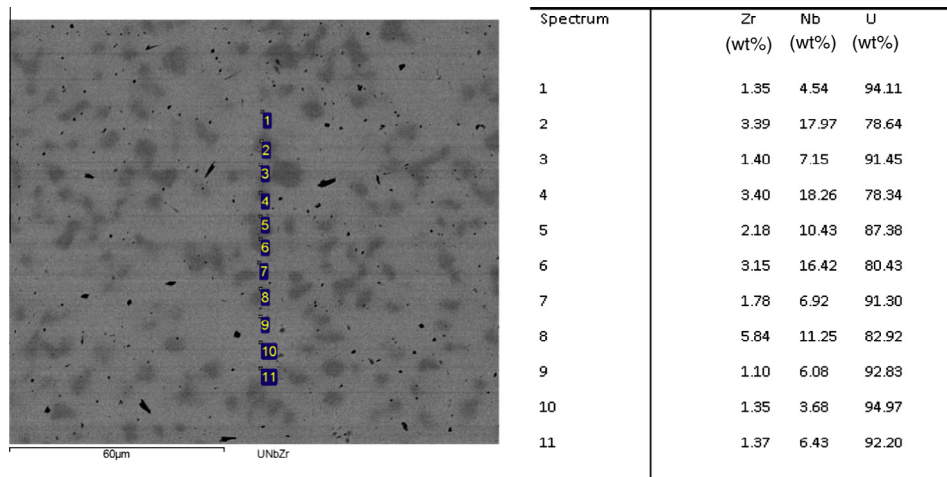 1
2
3
4
5
6
7
8
9
10
11
60µm UNbZr
Spectrum Zr Nb U
(wt%) (wt%) (wt%)
1 1.35 4.54 94.11
2 3.39 17.97 78.64
3 1.40 7.15 91.45
4 3.40 18.26 78.34
5 2.18 10.43 87.38
6 3.15 16.42 80.43
7 1.78 6.92 91.30
8 5.84 11.25 82.92
9 1.10 6.08 92.83
10 1.35 3.68 94.97
11 1.37 6.43 92.20